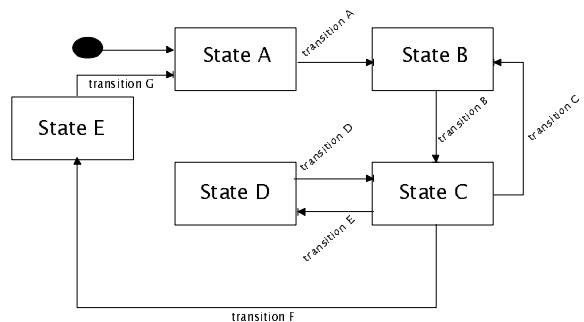 transition A
State A
State B
transition G
transition B
transition C
State E
transition D
State D
State C
transition E
transition F